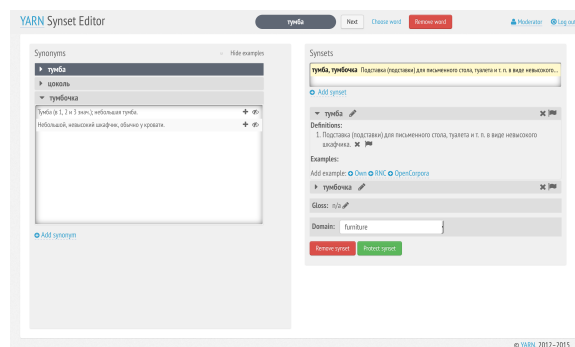 YARN Synset Editor
тумба
Next
Choose word
Remove word
Moderator
Log out
Synonyms
Hide examples
тумба
цоколь
тумбочка
Тумба (в 1, 2 и 3 знач.); небольшая тумба.
Небольшой, невысокий шкафчик, обычно у кровати.
Add synonym
Synsets
тумба, тумбочка Подставка (подставки) для письменного стола, туалета и т. п. в виде невысокого...
Add synset
тумба
Definitions:
1. Подставка (подставки) для письменного стола, туалета и т. п. в виде невысокого
шкафчика.
Examples:
Add example: Own RNC OpenCorpora
тумбочка
Gloss: n/a
Domain: furniture
Remove synset
Protect synset
© YARN, 2012–2015